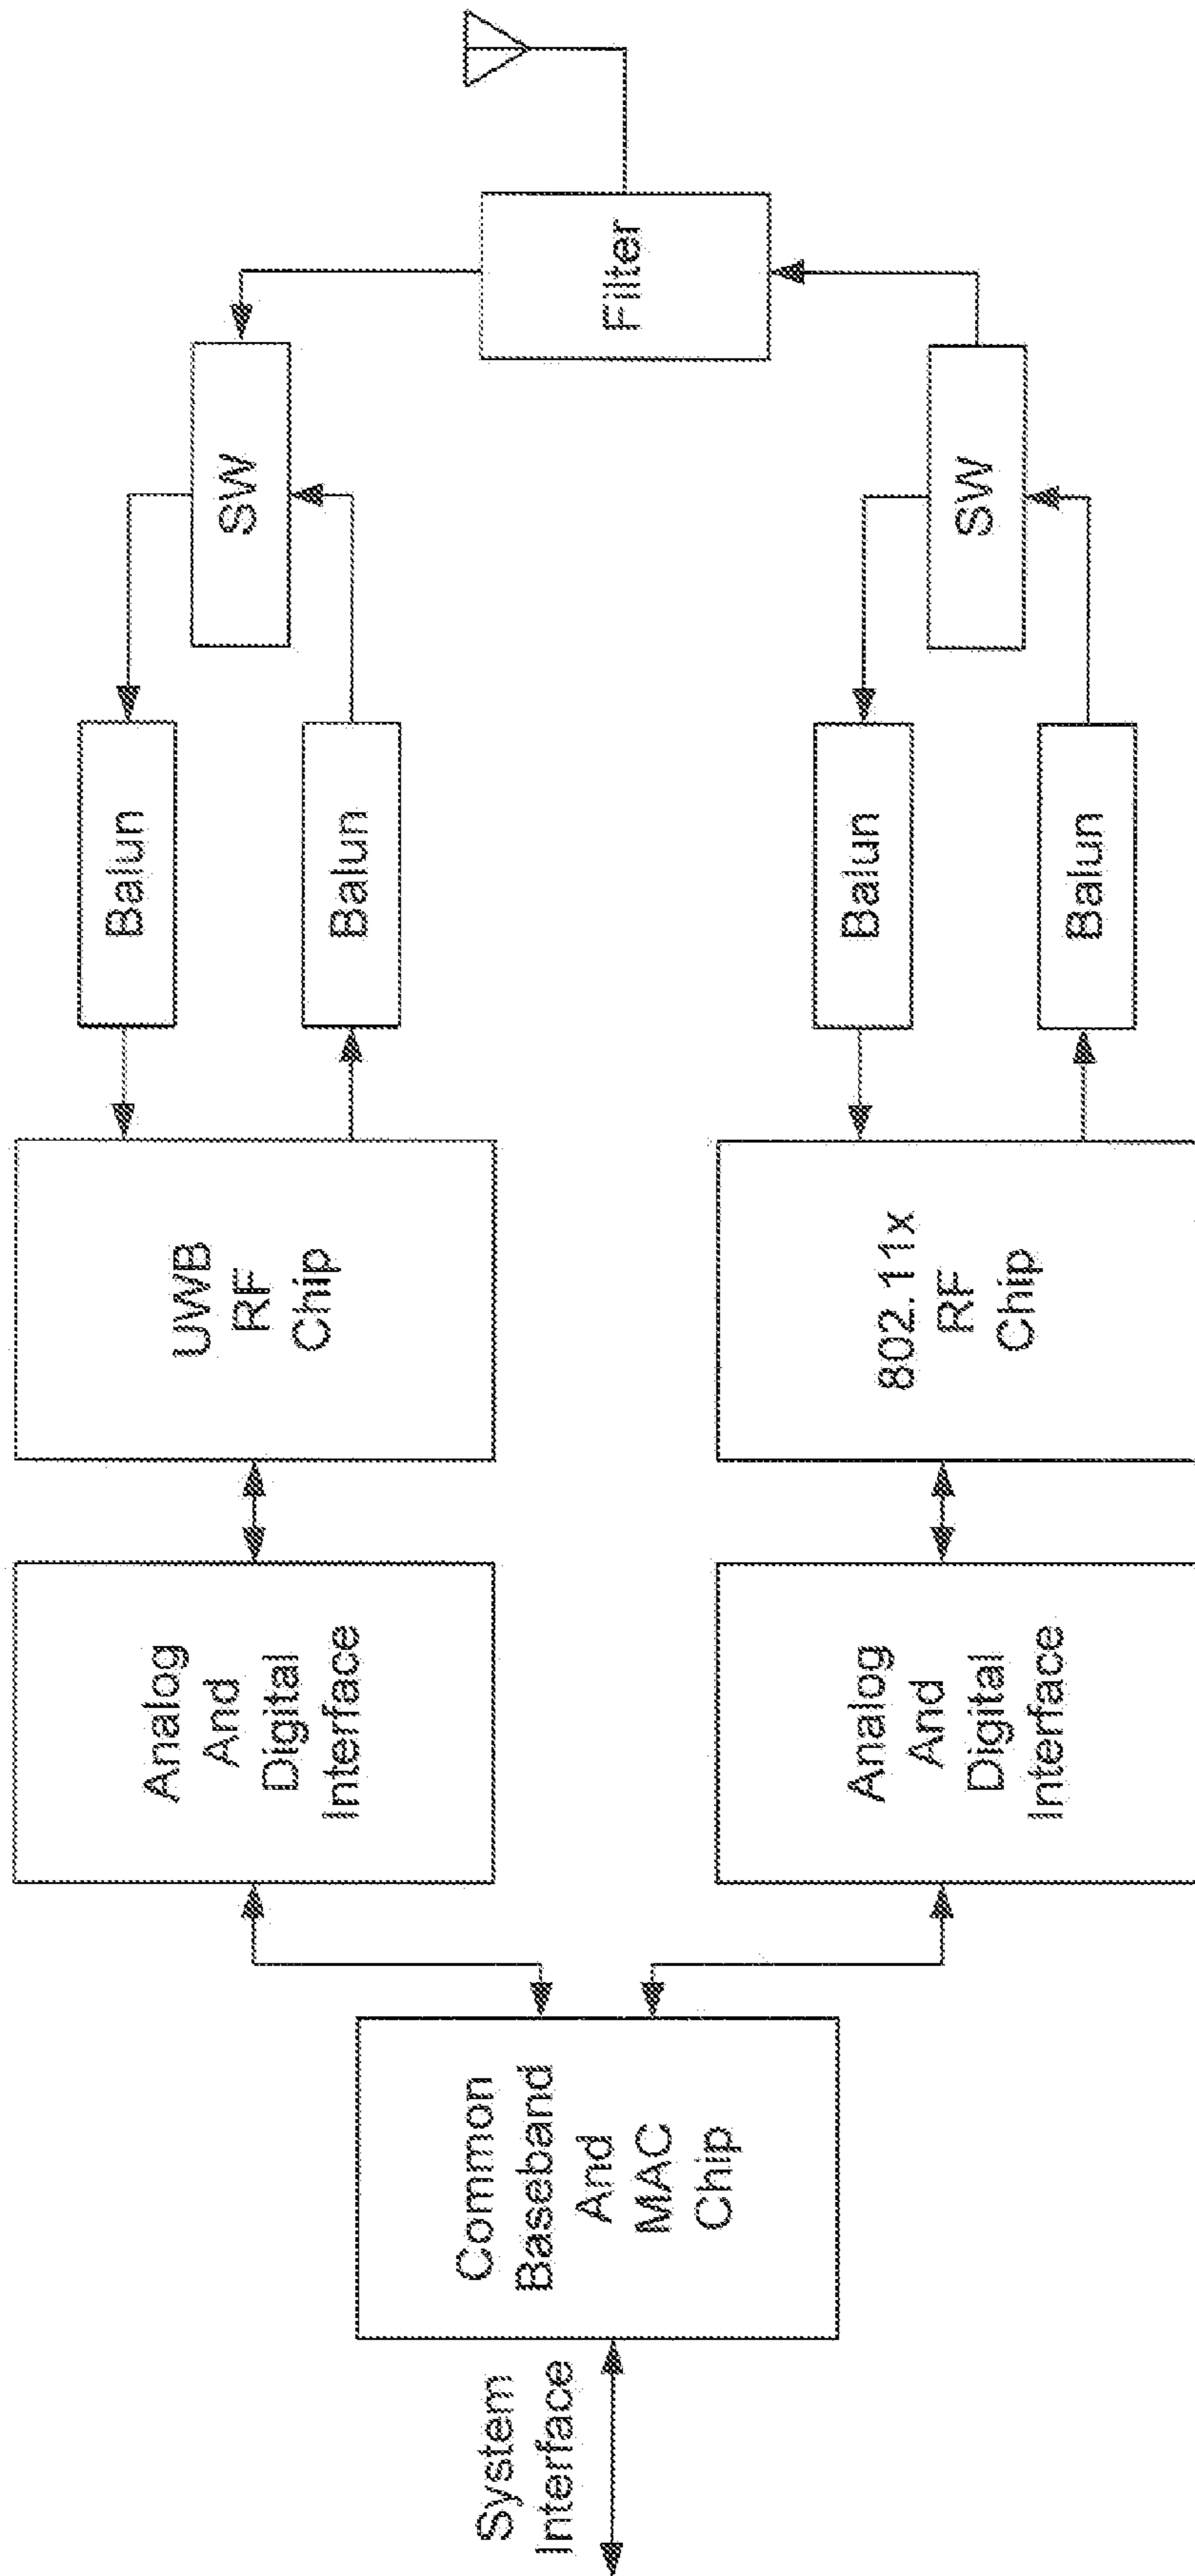 System
Interface
Common
Baseband
And
MAC
Chip
Analog
And
Digital
Interface
UWB
RF
Chip
Balun
Balun
SW
Filter
Analog
And
Digital
Interface
802.11x
RF
Chip
Balun
Balun
SW